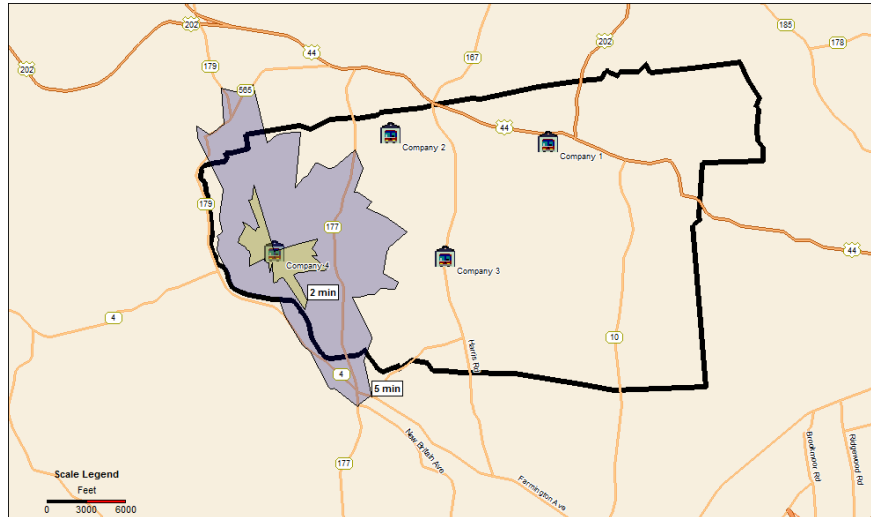 202
202
44
179
565
167
202
185
178
44
Company 2
Company 1
179
177
44
Company 4
Company 3
2 min
4
10
Harris Rd
4
5 min
New Britain Ave
177
Farmington Ave
Brookmoor Rd
Ridgewood Rd
Scale Legend
Feet
0 3000 6000